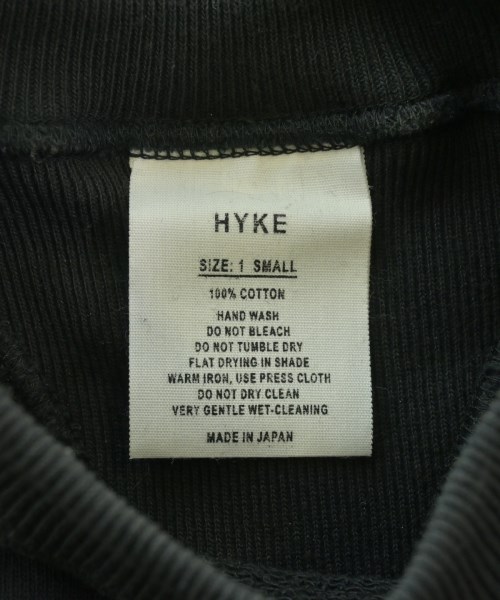 HYKE
SIZE: 1 SMALL
100% COTTON
HAND WASH
DO NOT BLEACH
DO NOT TUMBLE DRY
FLAT DRYING IN SHADE
WARM IRON, USE PRESS CLOTH
DO NOT DRY CLEAN
VERY GENTLE WET-CLEANING
MADE IN JAPAN